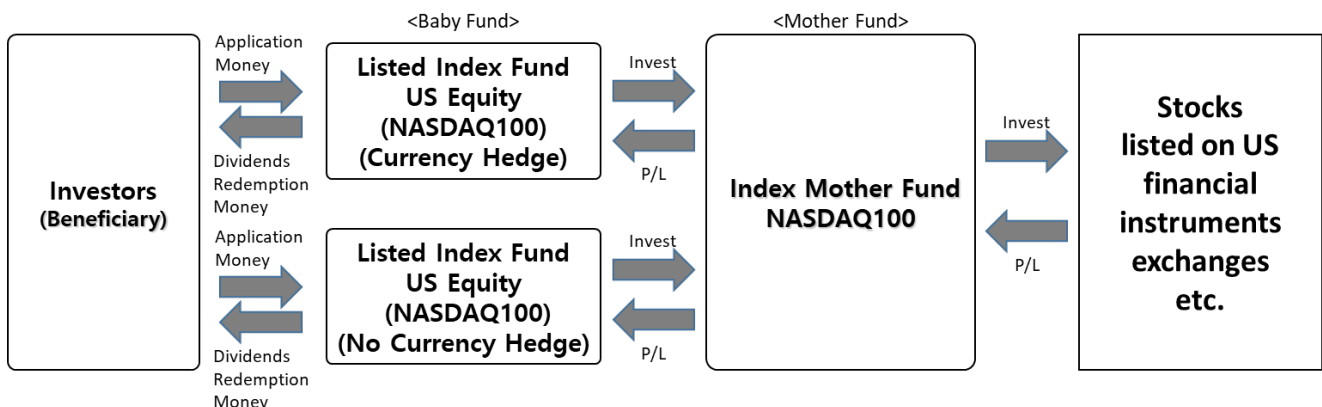 <Baby Fund>
<Mother Fund>
Investors
(Beneficiary)
Application
Money
Dividends
Redemption
Money
Application
Money
Dividends
Redemption
Money
Listed Index Fund
US Equity
(NASDAQ100)
(Currency Hedge)
Listed Index Fund
US Equity
(NASDAQ100)
(No Currency Hedge)
Invest
P/L
Invest
P/L
Index Mother Fund
NASDAQ100
Invest
P/L
Stocks
listed on US
financial
instruments
exchanges
etc.